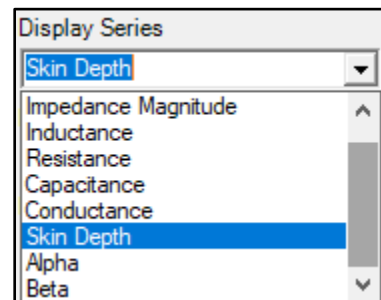 Display Series
Skin Depth
Impedance Magnitude
Inductance
Resistance
Capacitance
Conductance
Skin Depth
Alpha
Beta